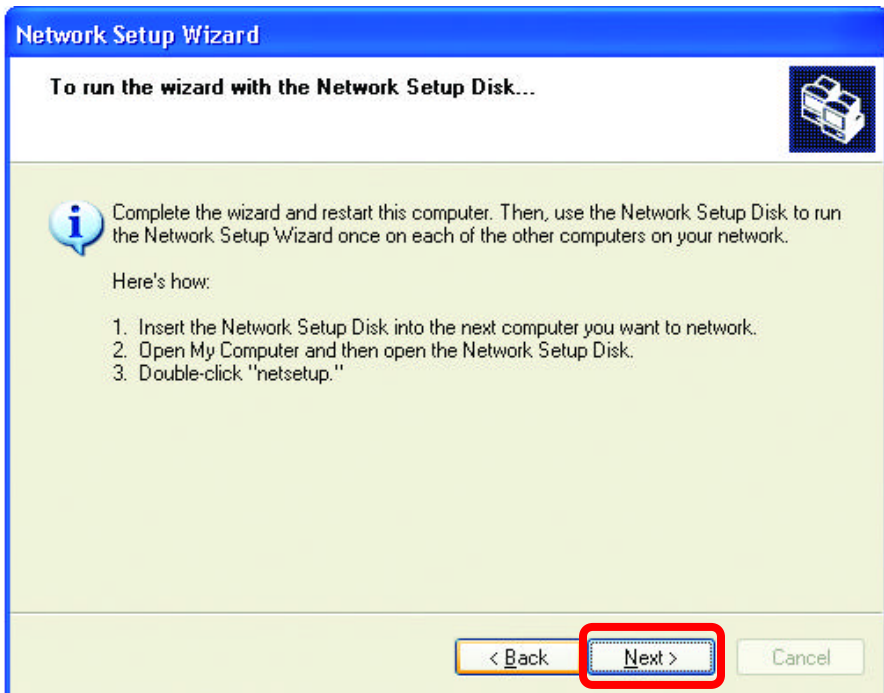 Network Setup Wizard
To run the wizard with the Network Setup Disk...
Complete the wizard and restart this computer. Then, use the Network Setup Disk to run
the Network Setup Wizard once on each of the other computers on your network.
Here's how:
1. Insert the Network Setup Disk into the next computer you want to network.
2. Open My Computer and then open the Network Setup Disk.
3. Double-click "netsetup."
< Back
Next >
Cancel